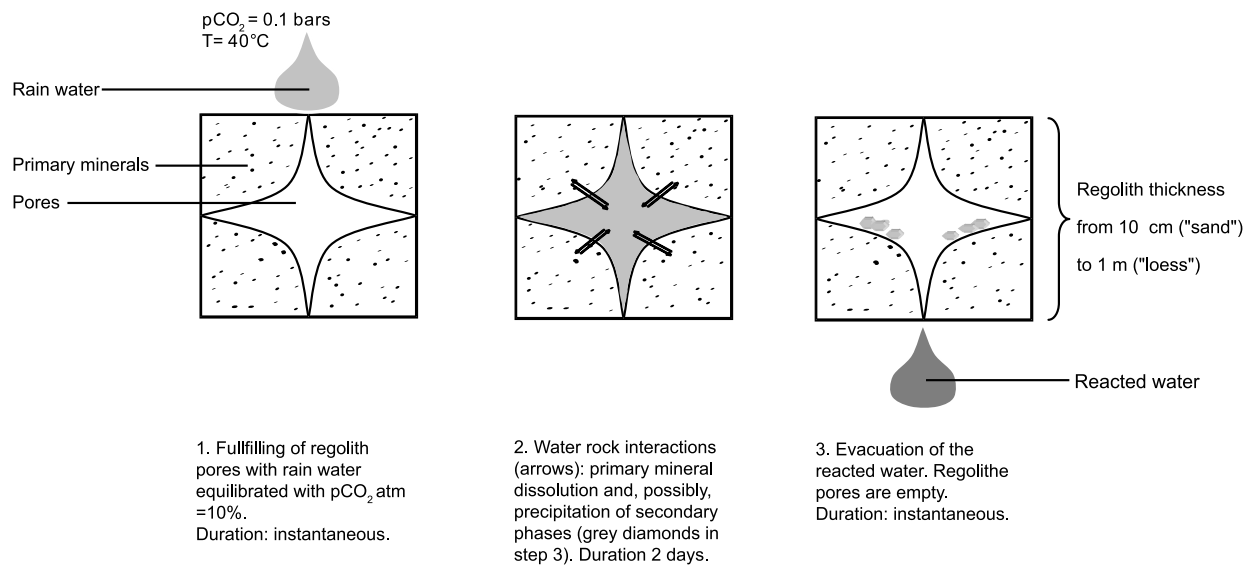 pCO2 = 0.1 bars
T= 40°C
Rain water
Primary minerals
Pores
Regolith thickness
from 10 cm ("sand")
to 1 m ("loess")
Reacted water
1. Fullfilling of regolith
pores with rain water
equilibrated with pCO2 atm
=10%.
Duration: instantaneous.
2. Water rock interactions
(arrows): primary mineral
dissolution and, possibly,
precipitation of secondary
phases (grey diamonds in
step 3). Duration 2 days.
3. Evacuation of the
reacted water. Regolithe
pores are empty.
Duration: instantaneous.